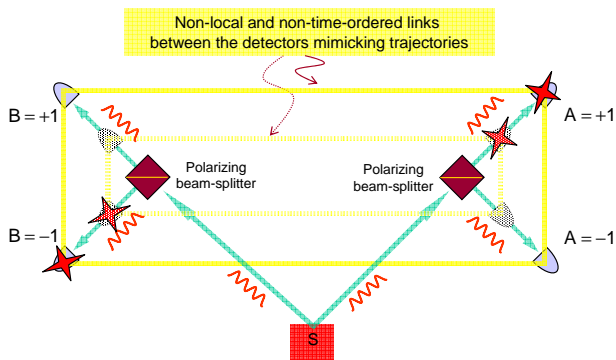 Non-local and non-time-ordered links
between the detectors mimicking trajectories
B = +1
A = +1
Polarizing
beam-splitter
Polarizing
beam-splitter
B = −1
A = −1
S